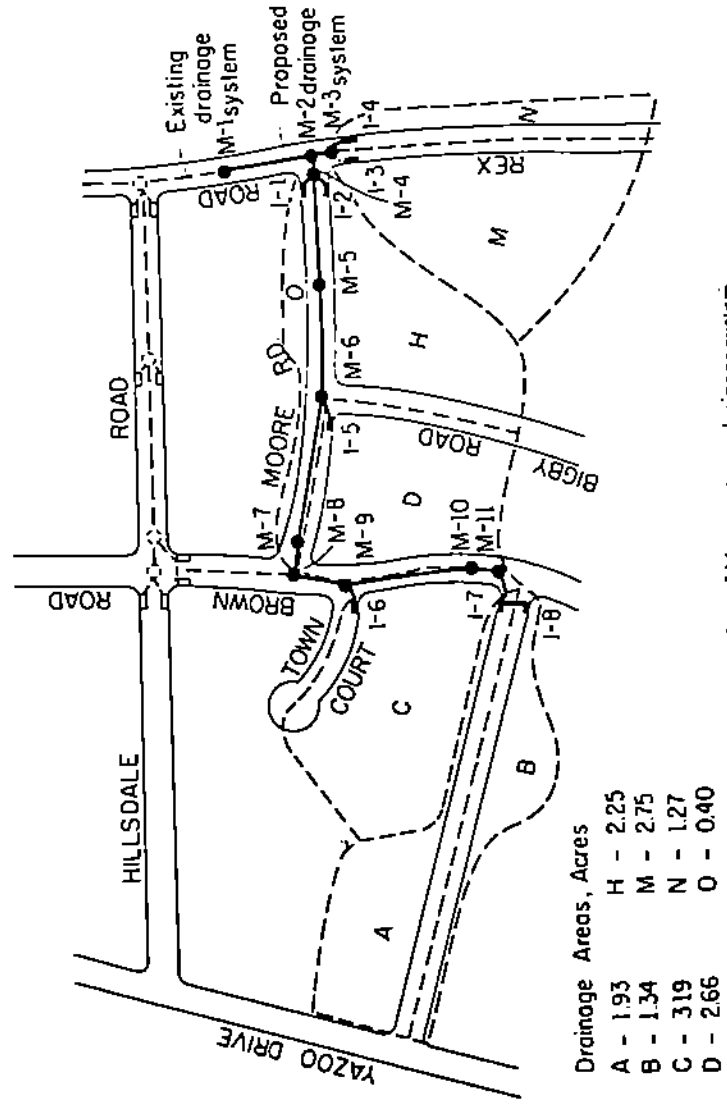 Existing
drainage
M-1 system
Proposed
M-2 drainage
M-3 system
I-4
N
I-3
REX
M-4
I-2
I-1
ROAD
M
M-5
O
H
M-6
MOORE RD
I-5
ROAD
BIGBY
D
M-7
M-8
M-9
M-10
M-11
ROAD
BROWN
I-6
I-7
I-8
TOWN
COURT
C
B
A
HILLSDALE
ROAD
YAZOO DRIVE
Drainage Areas, Acres
A - 1.93 H - 2.25
B - 1.34 M - 2.75
C - 3.19 N - 1.27
D - 2.66 O - 0.40